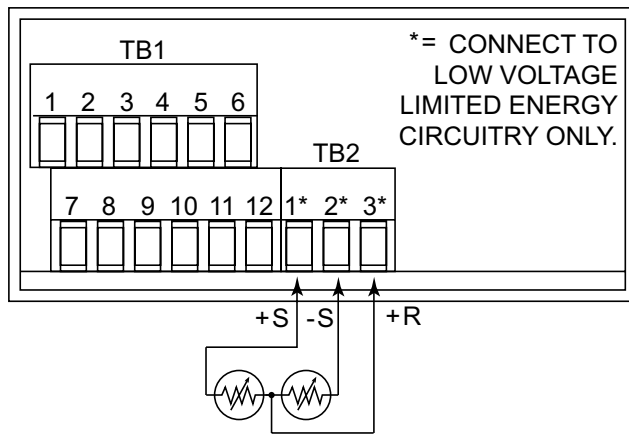 TB1
*= CONNECT TO
LOW VOLTAGE
LIMITED ENERGY
CIRCUITRY ONLY.
1 2 3 4 5 6
TB2
7 8 9 10 11 12 1* 2* 3*
+S -S +R